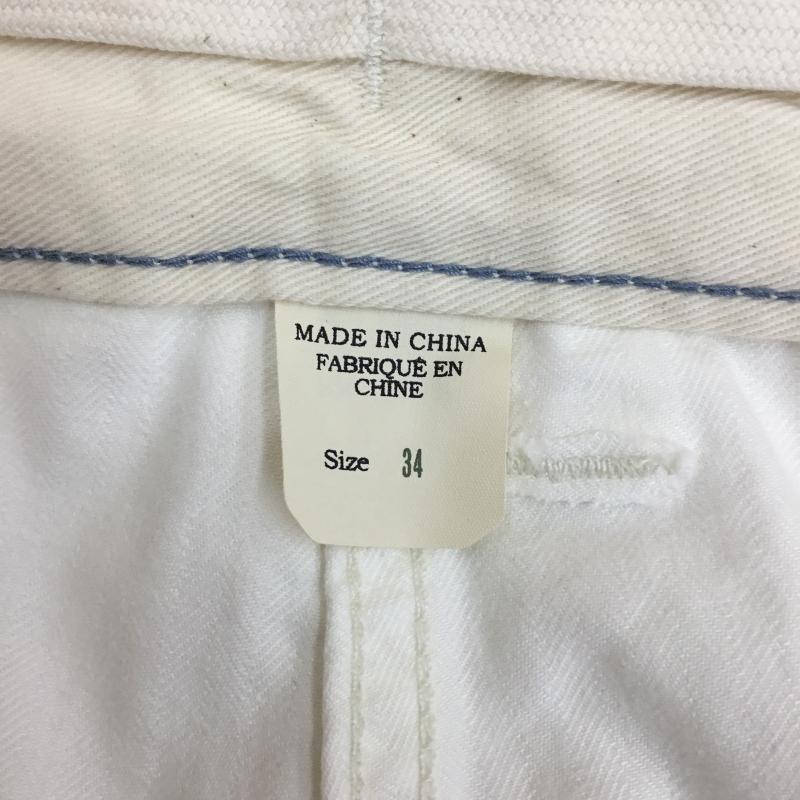 MADE IN CHINA
FABRIQUÉ EN
CHINE
Size 34